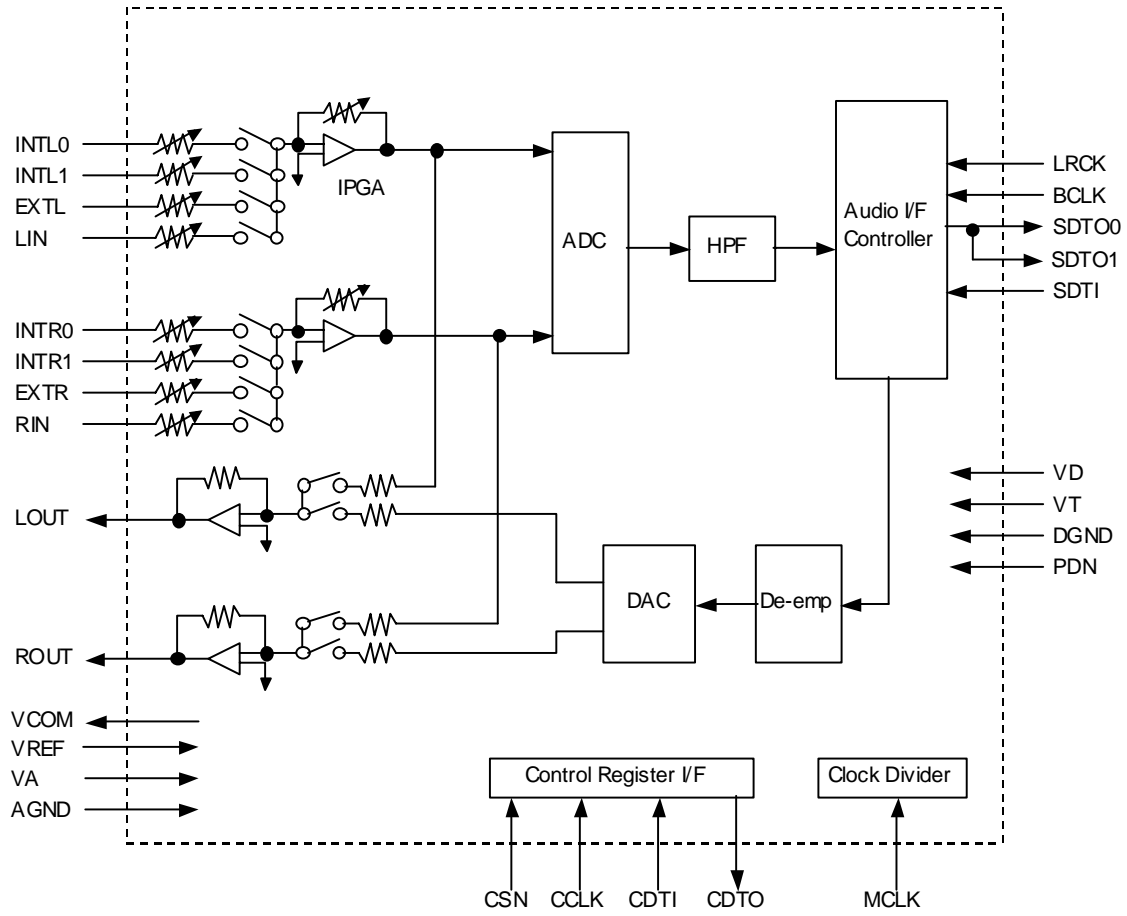 INTL0
INTL1
EXTL
LIN
IPGA
INTR0
INTR1
EXTR
RIN
ADC
HPF
Audio I/F
Controller
LRCK
BCLK
SDTO0
SDTO1
SDTI
LOUT
ROUT
DAC
De-emp
VD
VT
DGND
PDN
VCOM
VREF
VA
AGND
Control Register I/F
Clock Divider
CSN
CCLK
CDTI
CDTO
MCLK